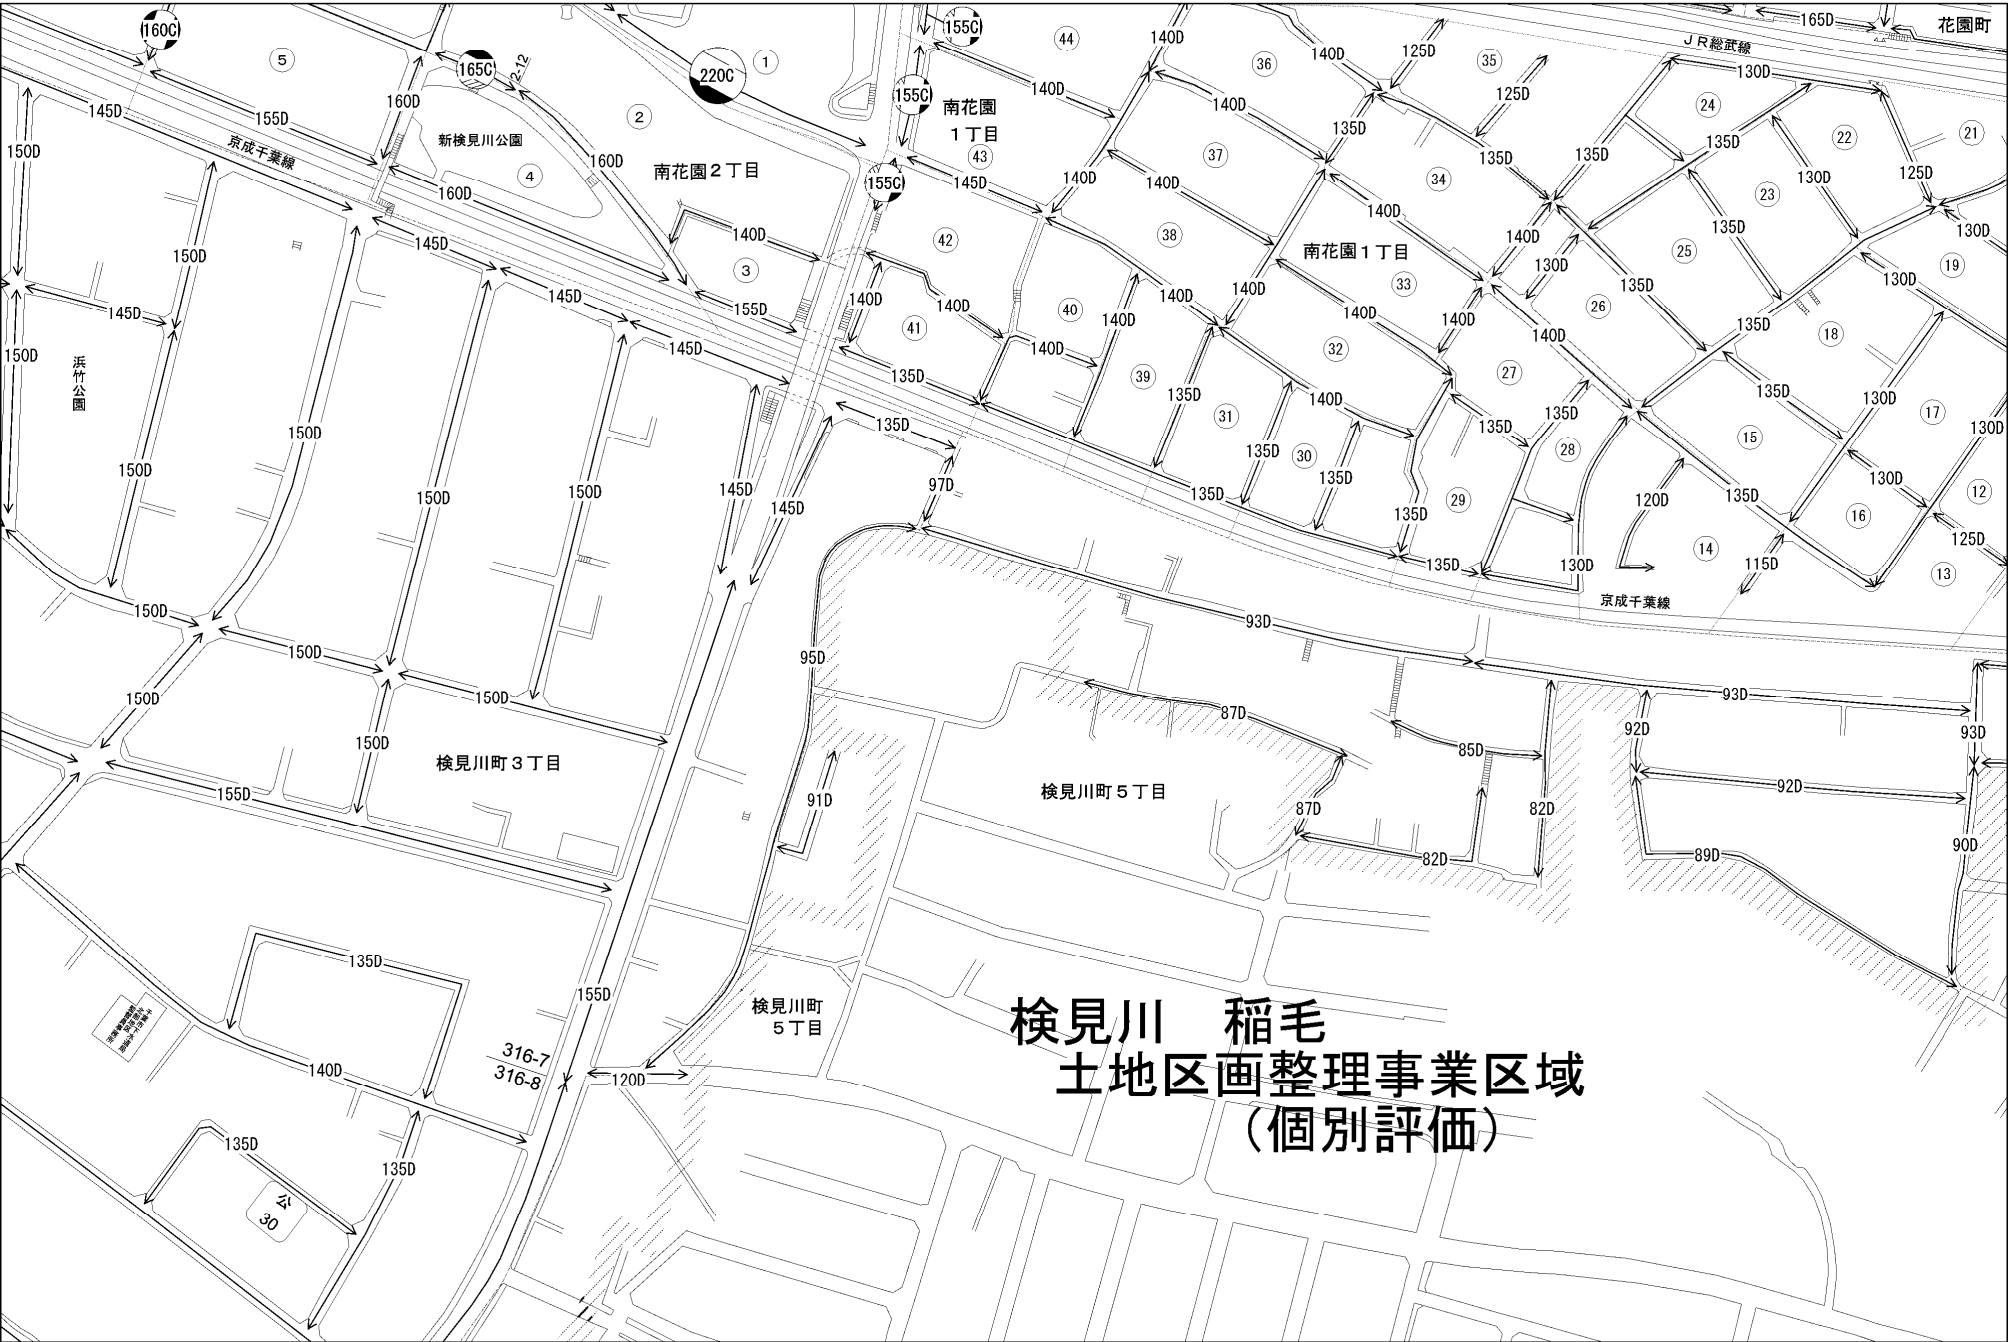 160C
5
165C
2-12
220C
1
155C
44
140D
36
140D
125D
35
165D
花園町
JR総武線
130D
24
125D
155C
南花園
1丁目
43
145D
160D
155D
145D
京成千葉線
新検見川公園
2
4
160D
160D
南花園2丁目
155C
140D
140D
37
135D
34
135D
135D
135D
22
21
23
130D
125D
150D
150D
145D
140D
3
155D
42
38
140D
140D
140D
南花園1丁目
140D
140D
130D
25
135D
130D
19
130D
33
135D
145D
145D
浜竹公園
150D
140D
41
140D
40
140D
140D
140D
140D
32
140D
140D
26
27
140D
135D
18
145D
135D
140D
39
135D
31
140D
135D
135D
28
135D
130D
17
130D
15
150D
150D
150D
150D
135D
97D
145D
145D
135D
30
135D
135D
135D
29
135D
130D
120D
135D
14
115D
130D
16
12
125D
13
京成千葉線
150D
150D
150D
150D
95D
93D
93D
93D
87D
85D
92D
92D
150D
155D
検見川町3丁目
91D
検見川町5丁目
87D
82D
82D
89D
90D
135D
155D
検見川町
5丁目
316-7
316-8
120D
140D
検見川 稲毛
土地区画整理事業区域
(個別評価)
135D
135D
公
30